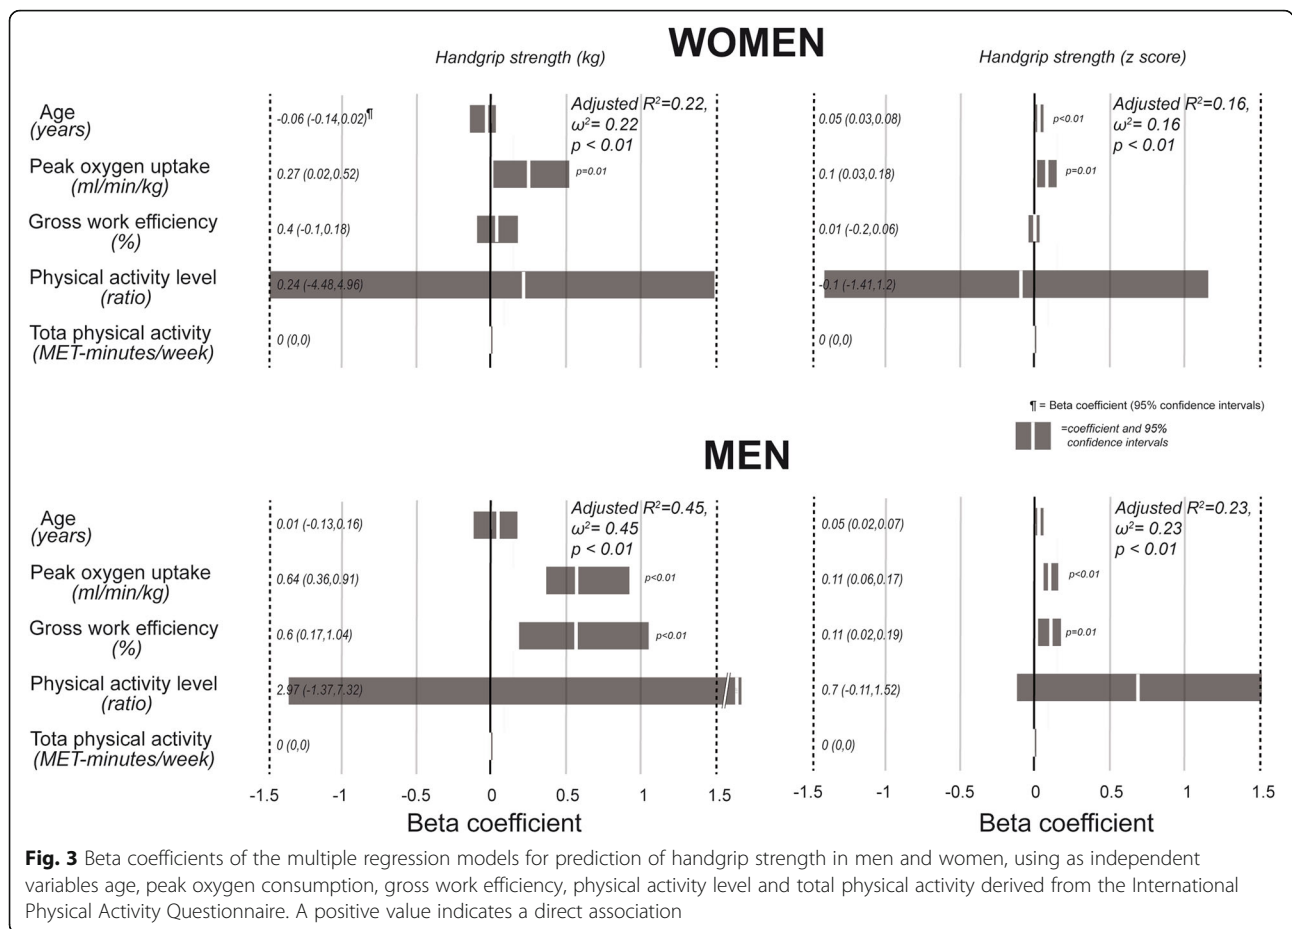 WOMEN
Handgrip strength (kg)
Handgrip strength (z score)
Age
(years)
-0.06 (-0.14,0.02)¶
Adjusted R²=0.22,
ω²= 0.22
p < 0.01
0.05 (0.03,0.08)
p<0.01
Adjusted R²=0.16,
ω²= 0.16
p < 0.01
Peak oxygen uptake
(ml/min/kg)
0.27 (0.02,0.52)
p=0.01
0.1 (0.03,0.18)
p=0.01
Gross work efficiency
(%)
0.4 (-0.1,0.18)
0.01 (-0.2,0.06)
Physical activity level
(ratio)
0.24 (-4.48,4.96)
-0.1 (-1.41,1.2)
Tota physical activity
(MET-minutes/week)
0 (0,0)
0 (0,0)
¶ = Beta coefficient (95% confidence intervals)
=coefficient and 95%
confidence intervals
MEN
Age
(years)
0.01 (-0.13,0.16)
Adjusted R²=0.45,
ω²= 0.45
p < 0.01
0.05 (0.02,0.07)
Adjusted R²=0.23,
ω²= 0.23
p < 0.01
Peak oxygen uptake
(ml/min/kg)
0.64 (0.36,0.91)
p<0.01
0.11 (0.06,0.17)
p<0.01
Gross work efficiency
(%)
0.6 (0.17,1.04)
p<0.01
0.11 (0.02,0.19)
p=0.01
Physical activity level
(ratio)
2.97 (-1.37,7.32)
0.7 (-0.11,1.52)
Tota physical activity
(MET-minutes/week)
0 (0,0)
0 (0,0)
-1.5 -1 -0.5 0 0.5 1 1.5
-1.5 -1 -0.5 0 0.5 1 1.5
Beta coefficient
Beta coefficient
Fig. 3 Beta coefficients of the multiple regression models for prediction of handgrip strength in men and women, using as independent
variables age, peak oxygen consumption, gross work efficiency, physical activity level and total physical activity derived from the International
Physical Activity Questionnaire. A positive value indicates a direct association